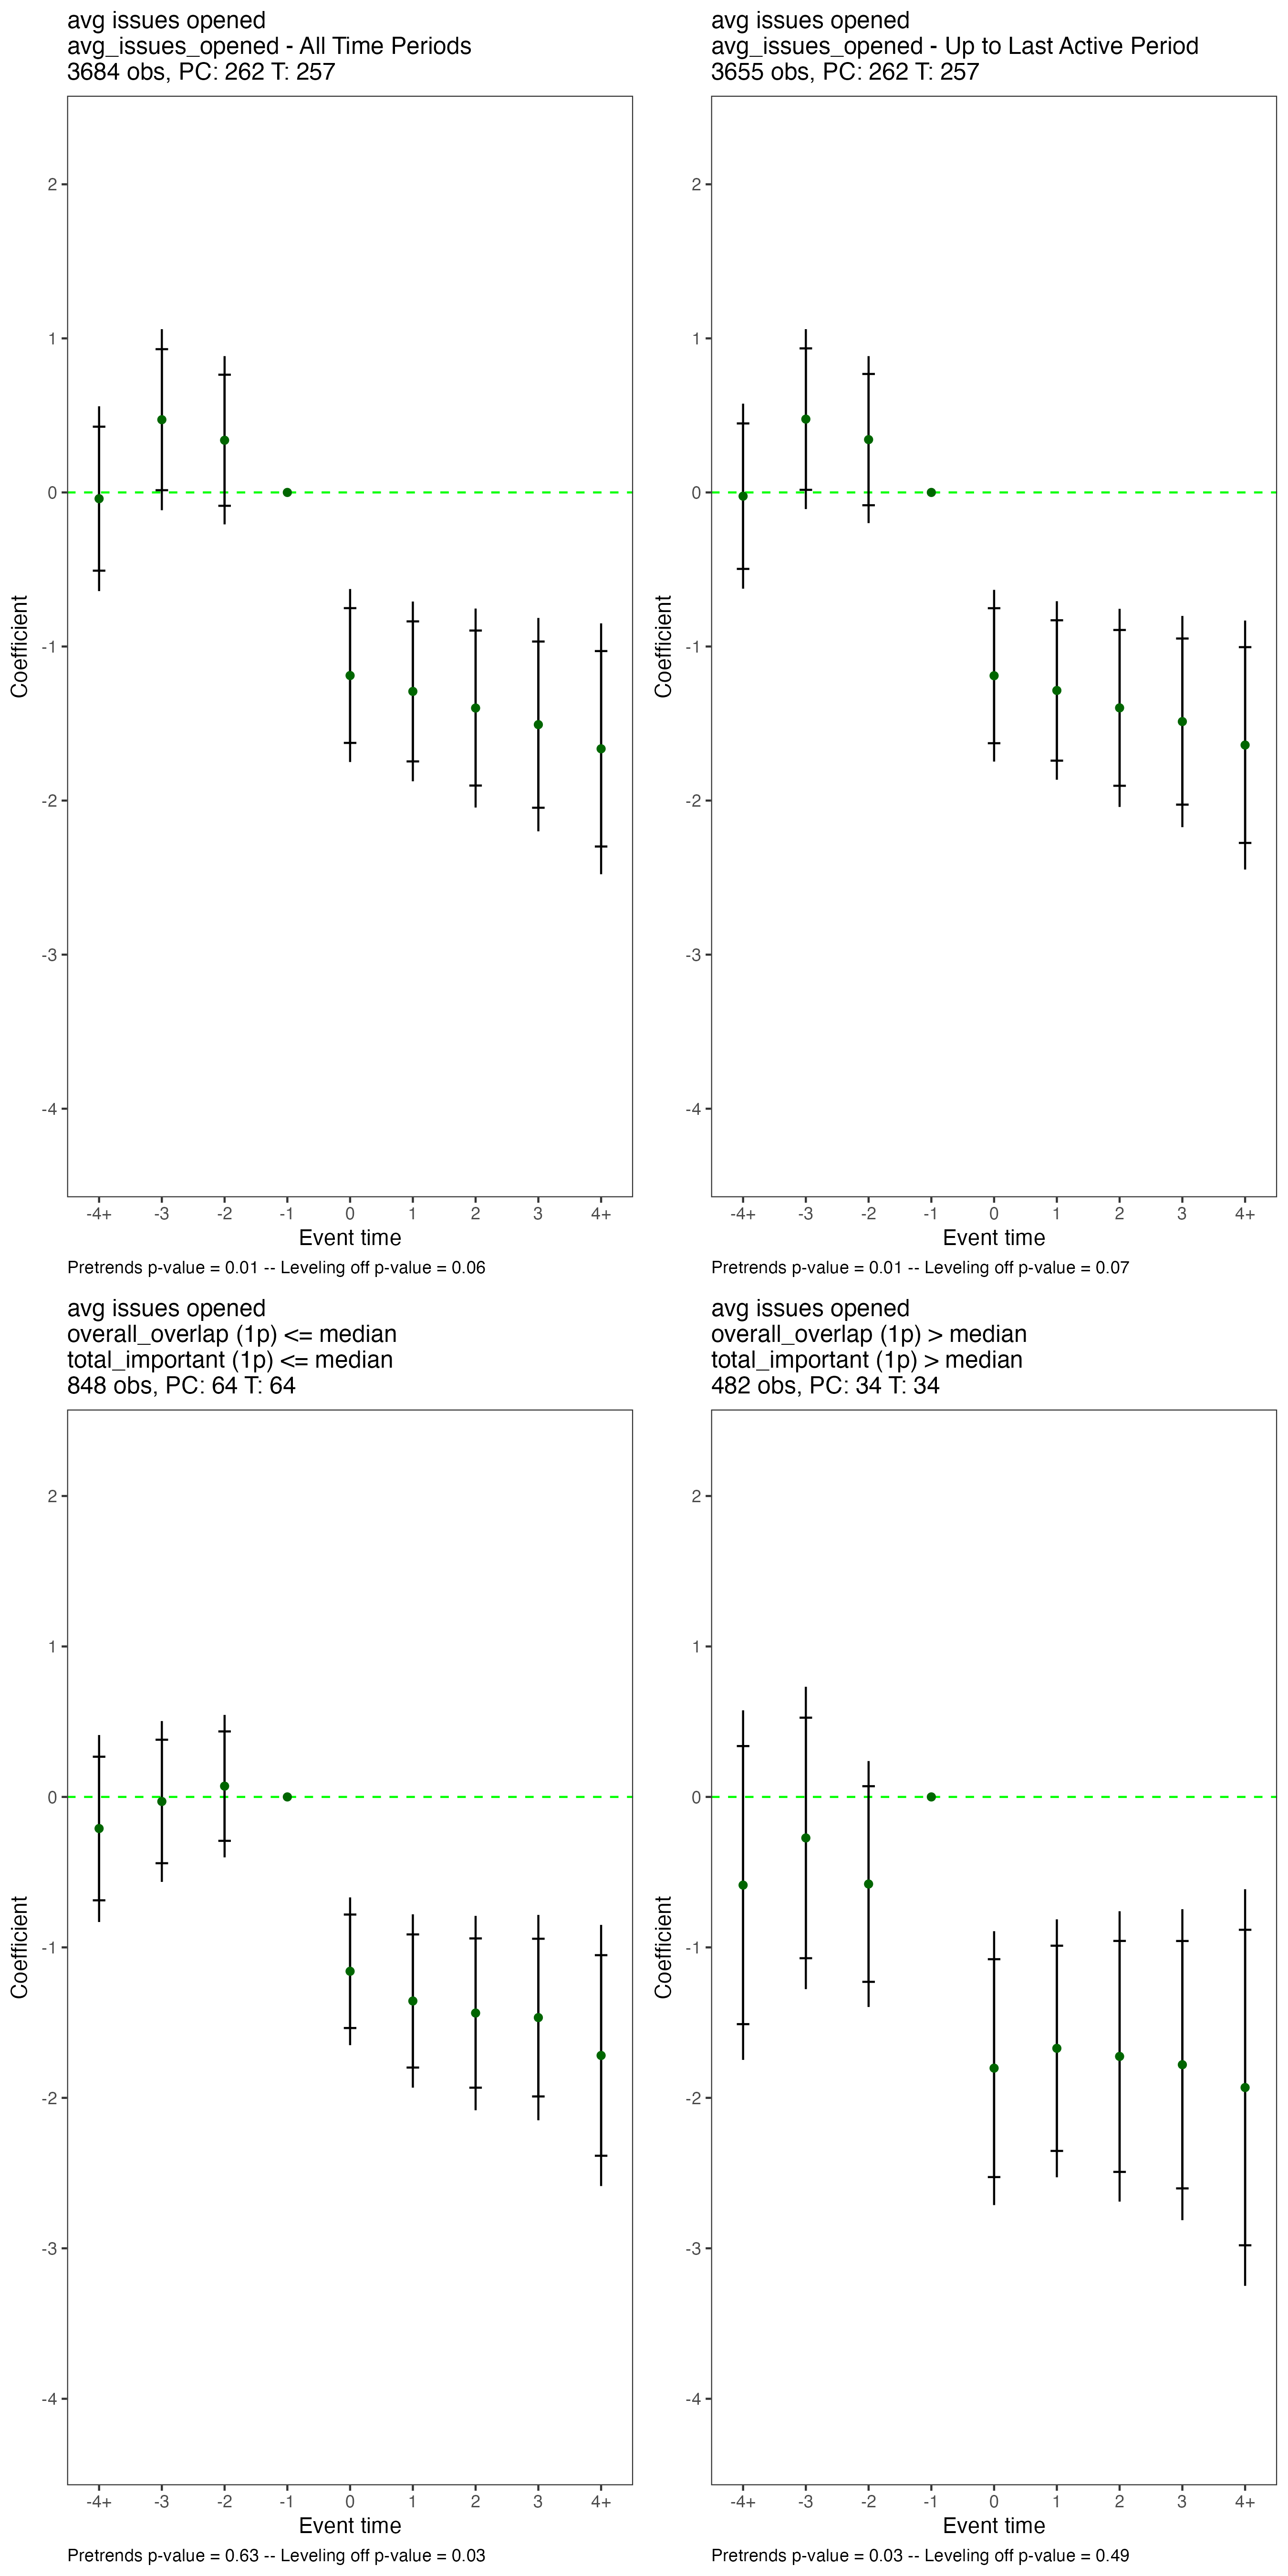 avg issues opened
avg_issues_opened - All Time Periods
3684 obs, PC: 262 T: 257
2
1
0
-1
-2
-3
-4
Coefficient
-4+
-3
-2
-1
0
1
2
3
4+
Event time
Pretrends p-value = 0.01 -- Leveling off p-value = 0.06
avg issues opened
avg_issues_opened - Up to Last Active Period
3655 obs, PC: 262 T: 257
2
1
0
-1
-2
-3
-4
Coefficient
-4+
-3
-2
-1
0
1
2
3
4+
Event time
Pretrends p-value = 0.01 -- Leveling off p-value = 0.07
avg issues opened
overall_overlap (1p) <= median
total_important (1p) <= median
848 obs, PC: 64 T: 64
2
1
0
-1
-2
-3
-4
Coefficient
-4+
-3
-2
-1
0
1
2
3
4+
Event time
Pretrends p-value = 0.63 -- Leveling off p-value = 0.03
avg issues opened
overall_overlap (1p) > median
total_important (1p) > median
482 obs, PC: 34 T: 34
2
1
0
-1
-2
-3
-4
Coefficient
-4+
-3
-2
-1
0
1
2
3
4+
Event time
Pretrends p-value = 0.03 -- Leveling off p-value = 0.49